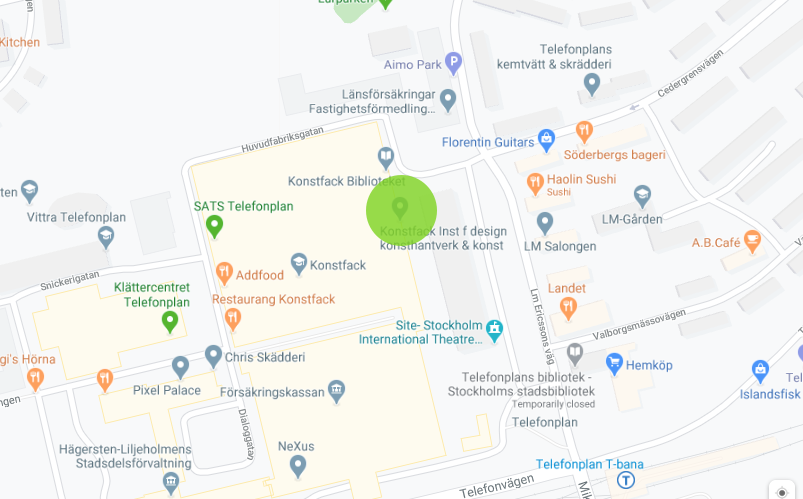 Kitchen
Aimo Park
P
Telefonplans
kemtvätt & skrädderi
Cedergrensvägen
Länsförsäkringar
Fastighetsförmedling...
Huvudfabriksgatan
Florentin Guitars
Söderbergs bageri
Konstfack Biblioteket
Haolin Sushi
Sushi
Vittra Telefonplan
SATS Telefonplan
LM-Gården
Konstfack Inst f design
konsthantverk & konst
LM Salongen
A.B.Café
Addfood
Konstfack
Snickerigatan
Klättercentret
Telefonplan
Restaurang Konstfack
Landet
Lm Ericssons väg
Site- Stockholm
International Theatre...
Valborgsmässovägen
Chris Skädderi
Hörna
Pixel Palace
Försäkringskassan
Hemköp
Telefonplans bibliotek -
Stockholms stadsbibliotek
Temporarily closed
Islandsfisk
Telefonplan
Hägersten-Liljeholmens
Stadsdelsförvaltning
NeXus
Telefonplan T-bana
T
Telefonvägen